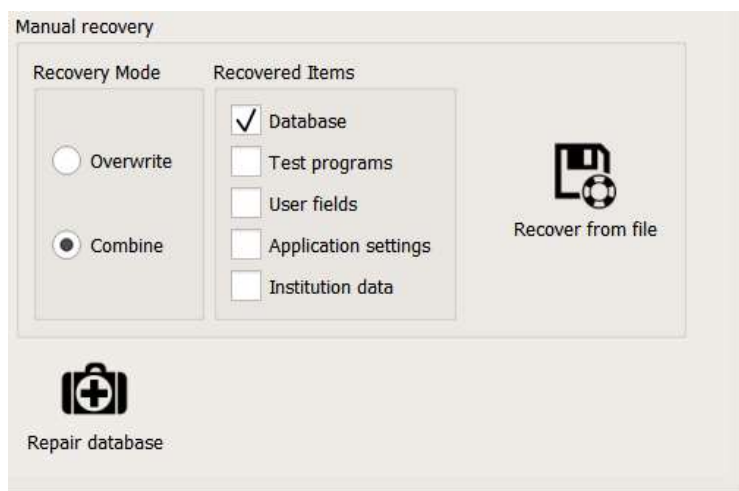 Manual recovery
Recovery Mode
Recovered Items
Overwrite
Combine
Database
Test programs
User fields
Application settings
Institution data
Recover from file
Repair database